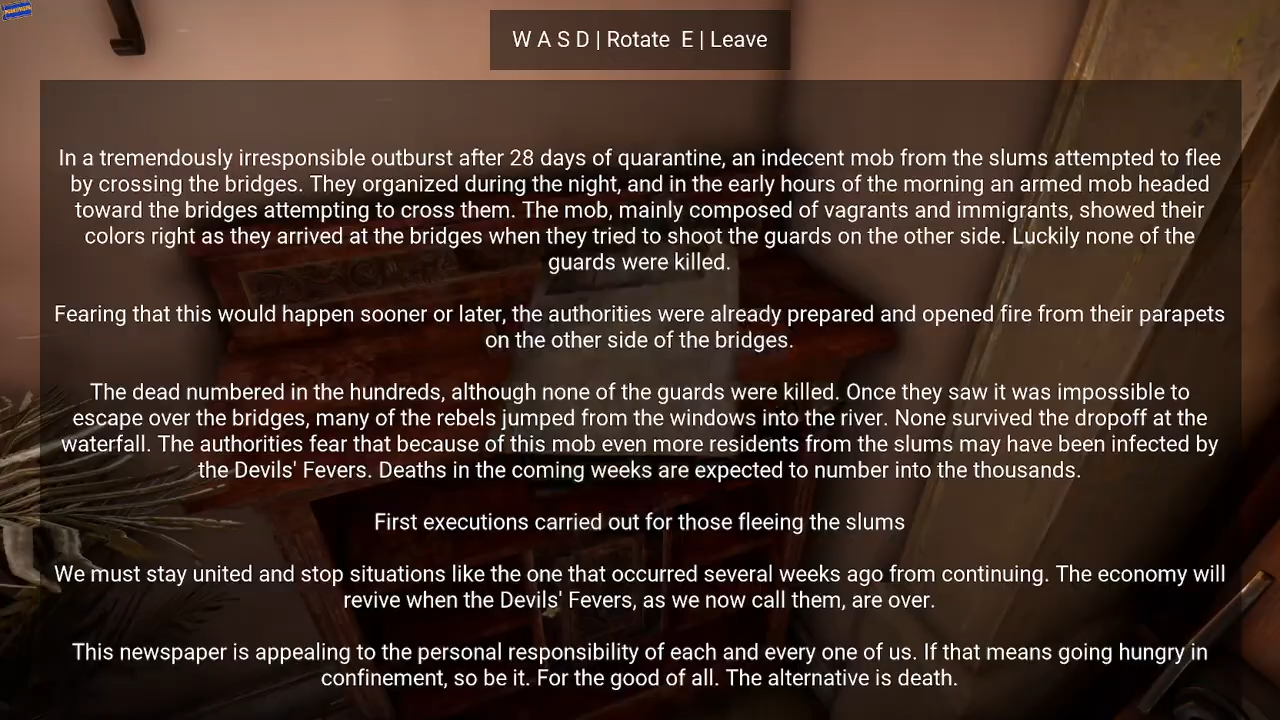 W A S D | Rotate E | Leave
In a tremendously irresponsible outburst after 28 days of quarantine, an indecent mob from the slums attempted to flee
by crossing the bridges. They organized during the night, and in the early hours of the morning an armed mob headed
toward the bridges attempting to cross them. The mob, mainly composed of vagrants and immigrants, showed their
colors right as they arrived at the bridges when they tried to shoot the guards on the other side. Luckily none of the
guards were killed.
Fearing that this would happen sooner or later, the authorities were already prepared and opened fire from their parapets
on the other side of the bridges.
The dead numbered in the hundreds, although none of the guards were killed. Once they saw it was impossible to
escape over the bridges, many of the rebels jumped from the windows into the river. None survived the dropoff at the
waterfall. The authorities fear that because of this mob even more residents from the slums may have been infected by
the Devils' Fevers. Deaths in the coming weeks are expected to number into the thousands.
First executions carried out for those fleeing the slums
We must stay united and stop situations like the one that occurred several weeks ago from continuing. The economy will
revive when the Devils' Fevers, as we now call them, are over.
This newspaper is appealing to the personal responsibility of each and every one of us. If that means going hungry in
confinement, so be it. For the good of all. The alternative is death.